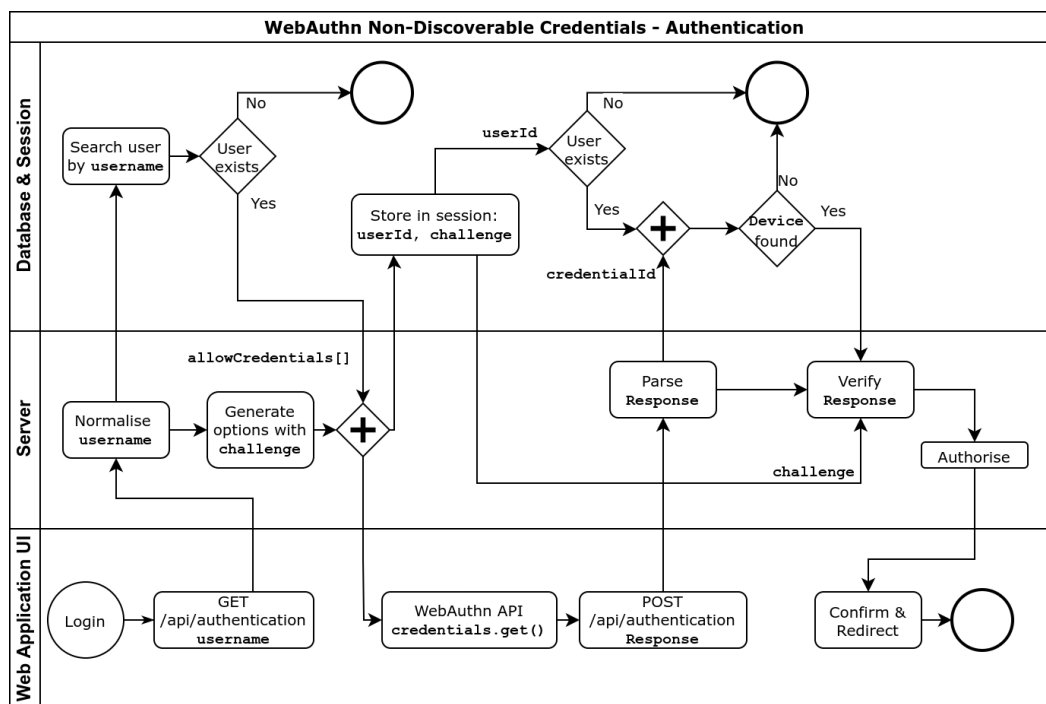 WebAuthn Non-Discoverable Credentials - Authentication
Database & Session
No
No
Search user
by username
User
exists
userId
User
exists
Yes
Store in session:
userId, challenge
Yes
No
Device
found
Yes
credentialId
Server
allowCredentials[]
Normalise
username
Generate
options with
challenge
Parse
Response
Verify
Response
challenge
Authorise
Web Application UI
Login
GET
/api/authentication
username
WebAuthn API
credentials.get()
POST
/api/authentication
Response
Confirm &
Redirect